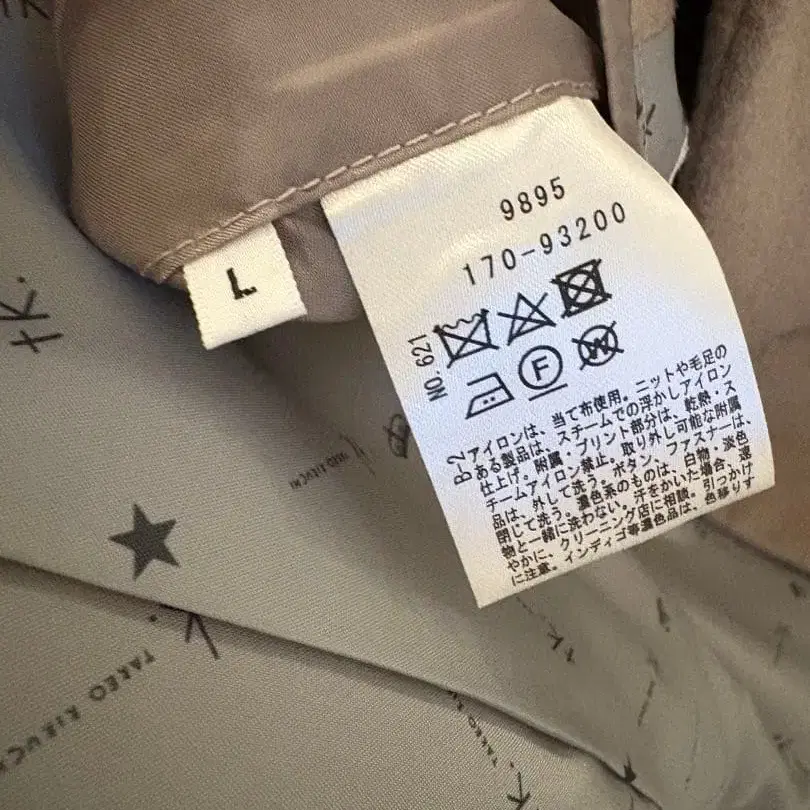 9895
170-93200
L
NO. 621
F
W
B-2
アイロンは、当て布使用。ニットや毛足の
ある製品は、スチームでの浮かしアイロン
仕上げ。附属・プリント部分は、乾熱・ス
チームアイロン禁止。取り外し可能な附属
品は、外して洗う。ボタン、ファスナーは、
閉じて洗う。濃色系のものは、白物・淡色
物と一緒に洗わない。汗をかいた場合、速
やかに、クリーニング店に相談。引っかけ
に注意。インディゴ等濃色品は、色移りす
tK.
TAKEO KIKUCHI